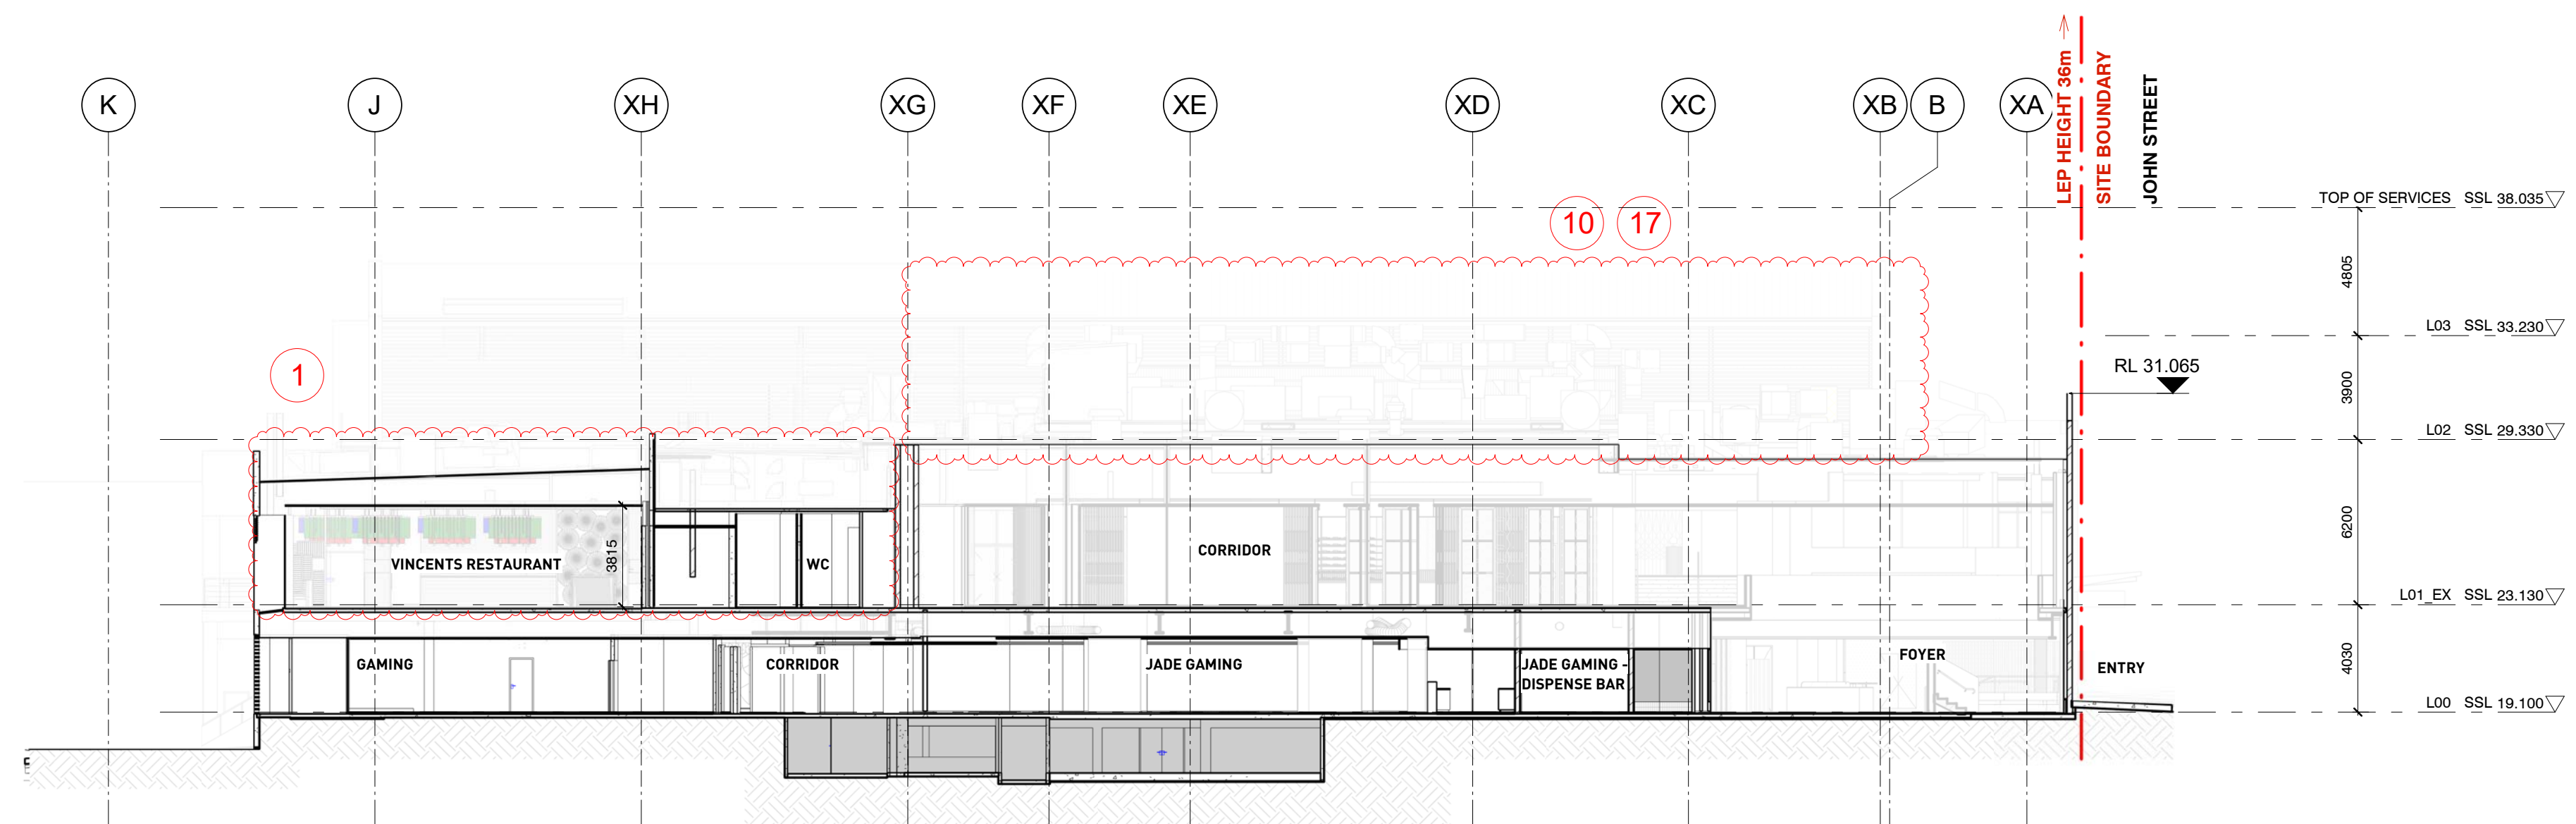 LEP HEIGHT 36m
SITE BOUNDARY
JOHN STREET
K
J
XH
XG
XF
XE
XD
XC
XB
B
XA
10
17
TOP OF SERVICES SSL 38.035
4805
L03 SSL 33.230
1
RL 31.065
3900
L02 SSL 29.330
6200
3815
VINCENTS RESTAURANT
WC
CORRIDOR
L01_EX SSL 23.130
GAMING
CORRIDOR
JADE GAMING
JADE GAMING -
DISPENSE BAR
FOYER
ENTRY
4030
L00 SSL 19.100